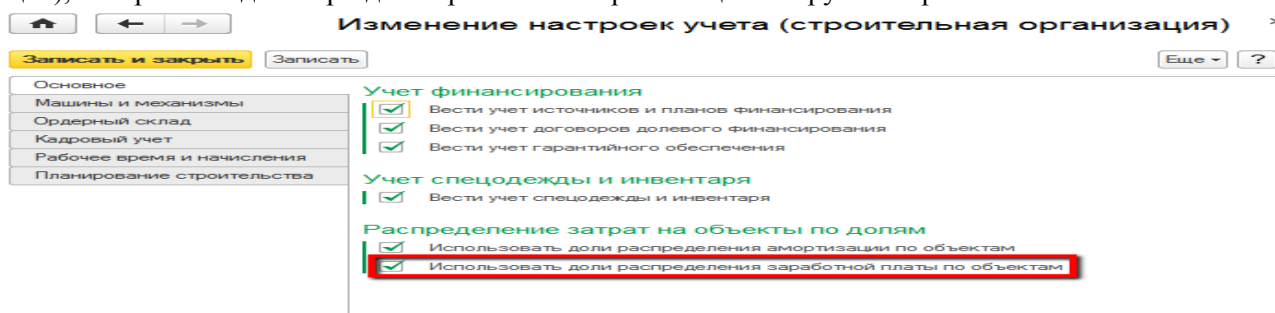 Изменение настроек учета (строительная организация)
Записать и закрыть
Записать
Еще
?
Основное
Машины и механизмы
Ордерный склад
Кадровый учет
Рабочее время и начисления
Планирование строительства
Учет финансирования
Вести учет источников и планов финансирования
Вести учет договоров долевого финансирования
Вести учет гарантийного обеспечения
Учет спецодежды и инвентаря
Вести учет спецодежды и инвентаря
Распределение затрат на объекты по долям
Использовать доли распределения амортизации по объектам
Использовать доли распределения заработной платы по объектам